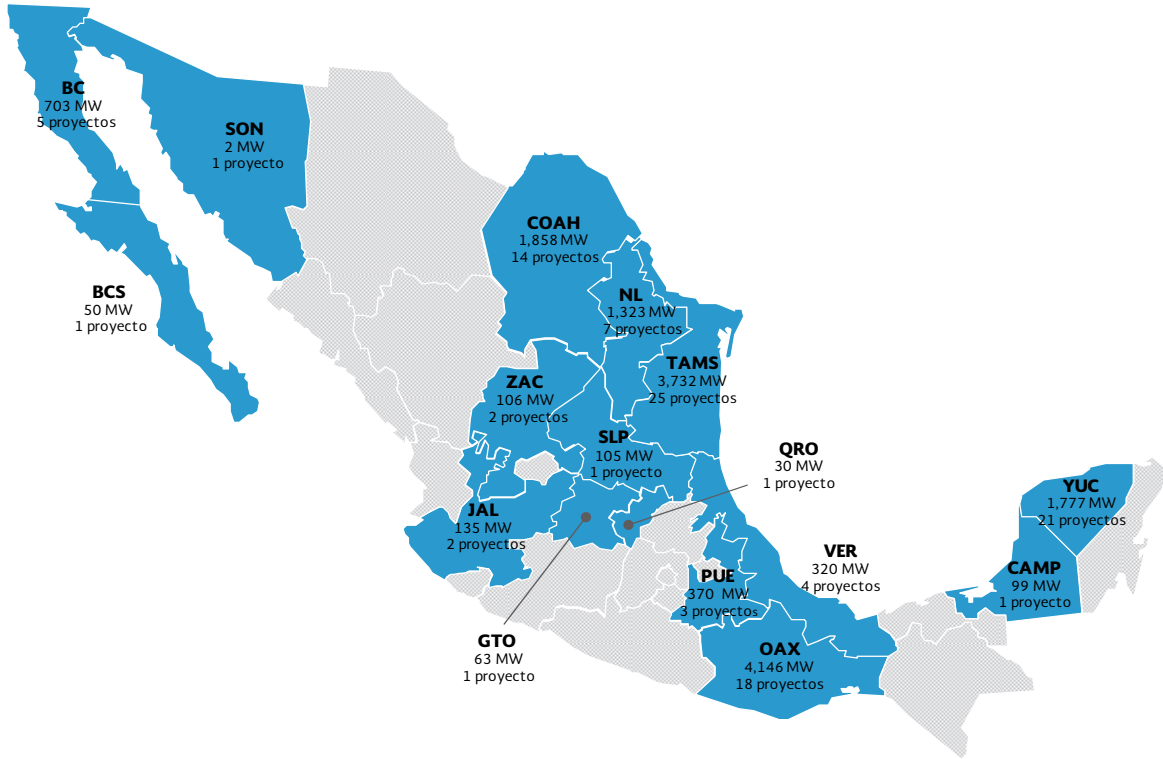 BC
703 MW
5 proyectos
SON
2 MW
1 proyecto
COAH
1,858 MW
14 proyectos
BCS
50 MW
1 proyecto
NL
1,323 MW
7 proyectos
TAMS
3,732 MW
25 proyectos
ZAC
106 MW
2 proyectos
SLP
105 MW
1 proyecto
QRO
30 MW
1 proyecto
YUC
1,777 MW
21 proyectos
JAL
135 MW
2 proyectos
VER
320 MW
4 proyectos
CAMP
99 MW
1 proyecto
PUE
370 MW
3 proyectos
GTO
63 MW
1 proyecto
OAX
4,146 MW
18 proyectos